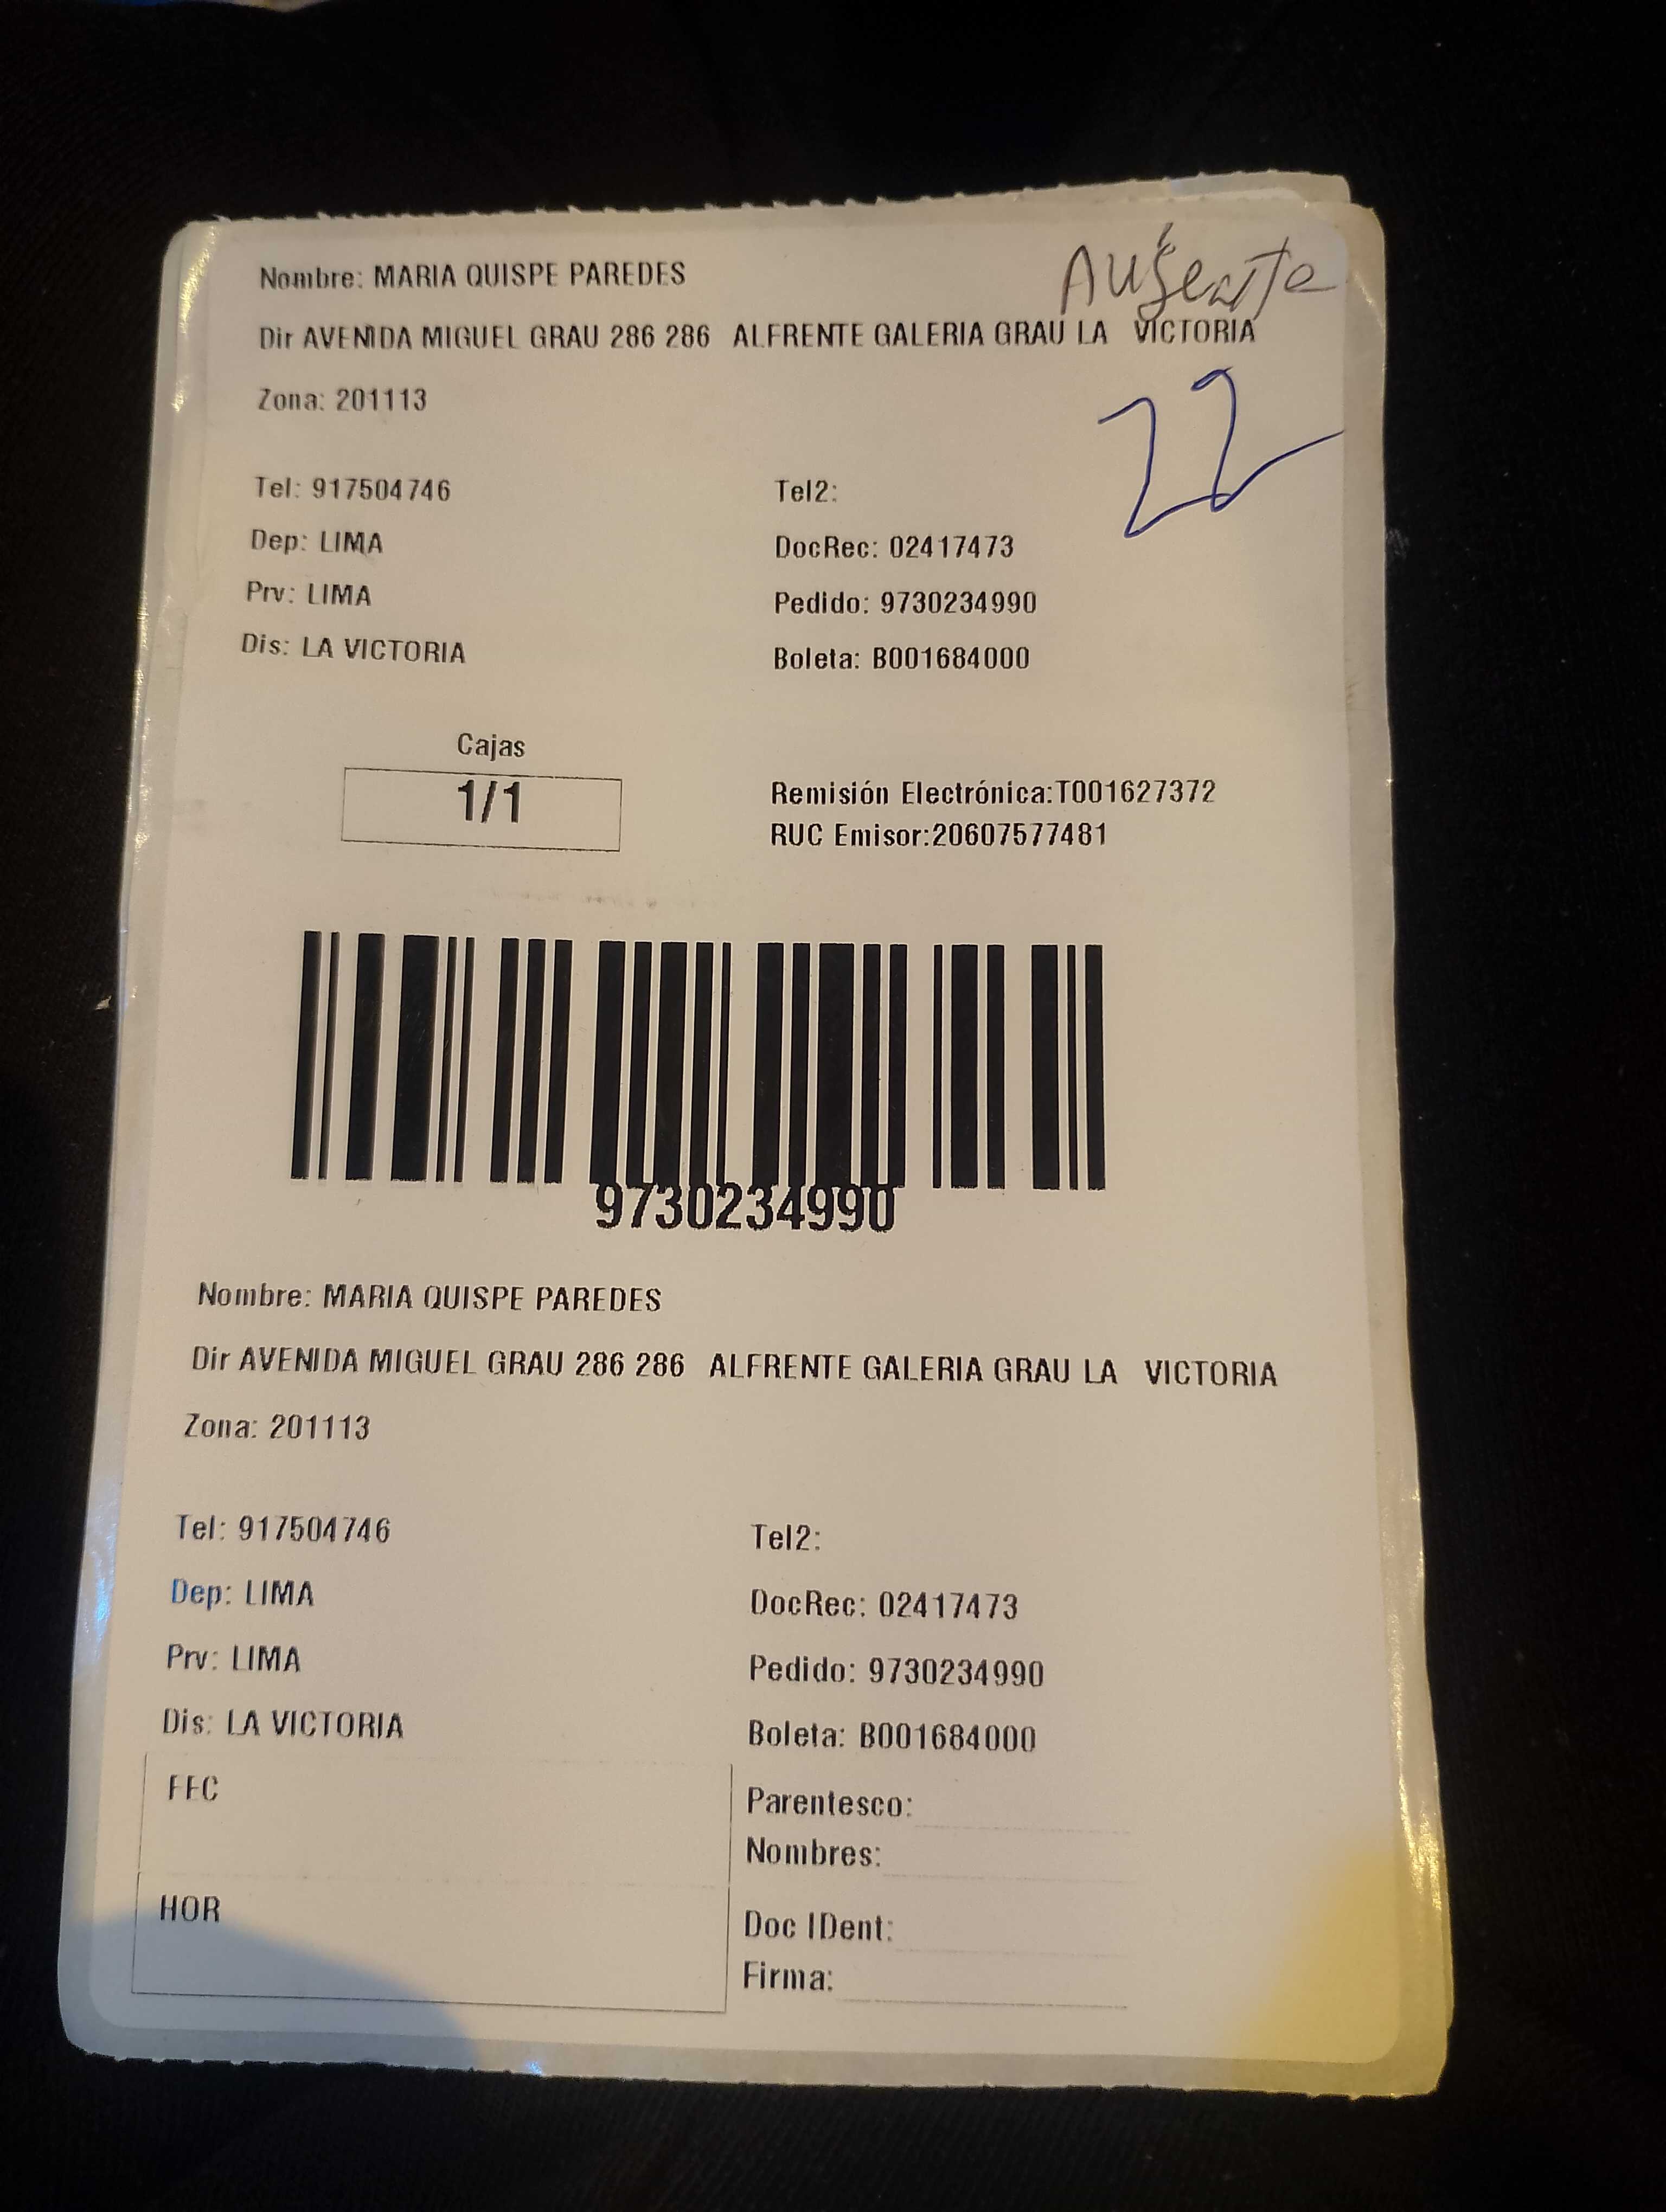 Nombre: MARIA QUISPE PAREDES
Ausente
Dir AVENIDA MIGUEL GRAU 286 286 ALFRENTE GALERIA GRAU LA VICTORIA
Zona: 201113
22
Tel: 917504746
Tel2:
Dep: LIMA
DocRec: 02417473
Prv: LIMA
Pedido: 9730234990
Dis: LA VICTORIA
Boleta: B001684000
Cajas
1/1
Remisión Electrónica:T001627372
RUC Emisor:20607577481
9730234990
Nombre: MARIA QUISPE PAREDES
Dir AVENIDA MIGUEL GRAU 286 286 ALFRENTE GALERIA GRAU LA VICTORIA
Zona: 201113
Tel: 917504746
Tel2:
Dep: LIMA
DocRec: 02417473
Prv: LIMA
Pedido: 9730234990
Dis: LA VICTORIA
Boleta: B001684000
FEC
Parentesco:
Nombres:
HOR
Doc IDent:
Firma: